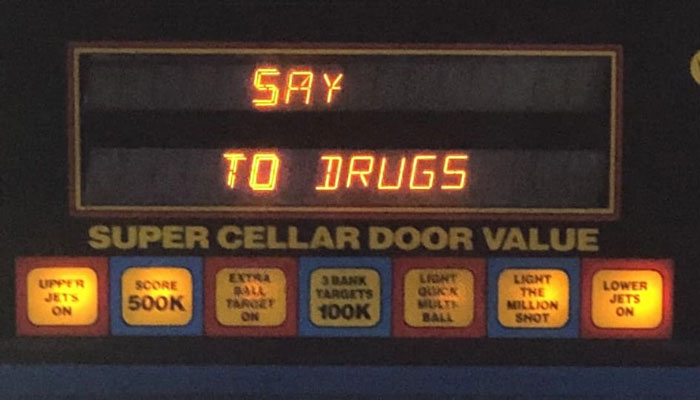 SAY
TO DRUGS
SUPER CELLAR DOOR VALUE
UPPER
JETS
ON
SCORE
500K
EXTRA
BALL
TARGET
ON
3 BANK
TARGETS
100K
LIGHT
QUICK
MULTI-
BALL
LIGHT
THE
MILLION
SHOT
LOWER
JETS
ON